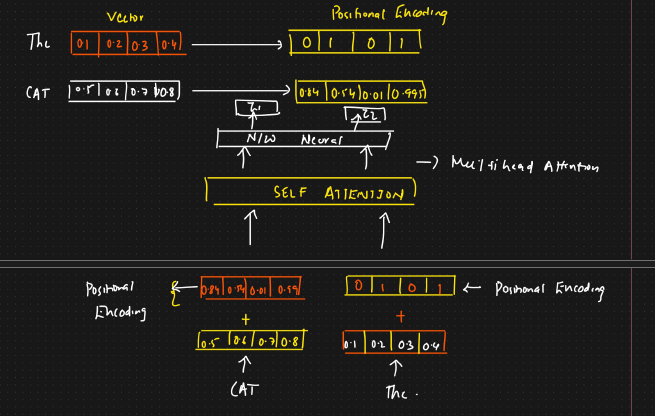 Vector Positional Encoding
The 0.1 0.2 0.3 0.4 0 1 0 1
CAT 0.5 0.6 0.7 0.8 0.84 0.54 0.01 0.995
Z1 Z2
N/W Neural
Multihead Attention
SELF ATTENTION
Positional Encoding 0.84 0.54 0.01 0.99 0 1 0 1 Positional Encoding
+ +
0.5 0.6 0.7 0.8 0.1 0.2 0.3 0.4
CAT The.